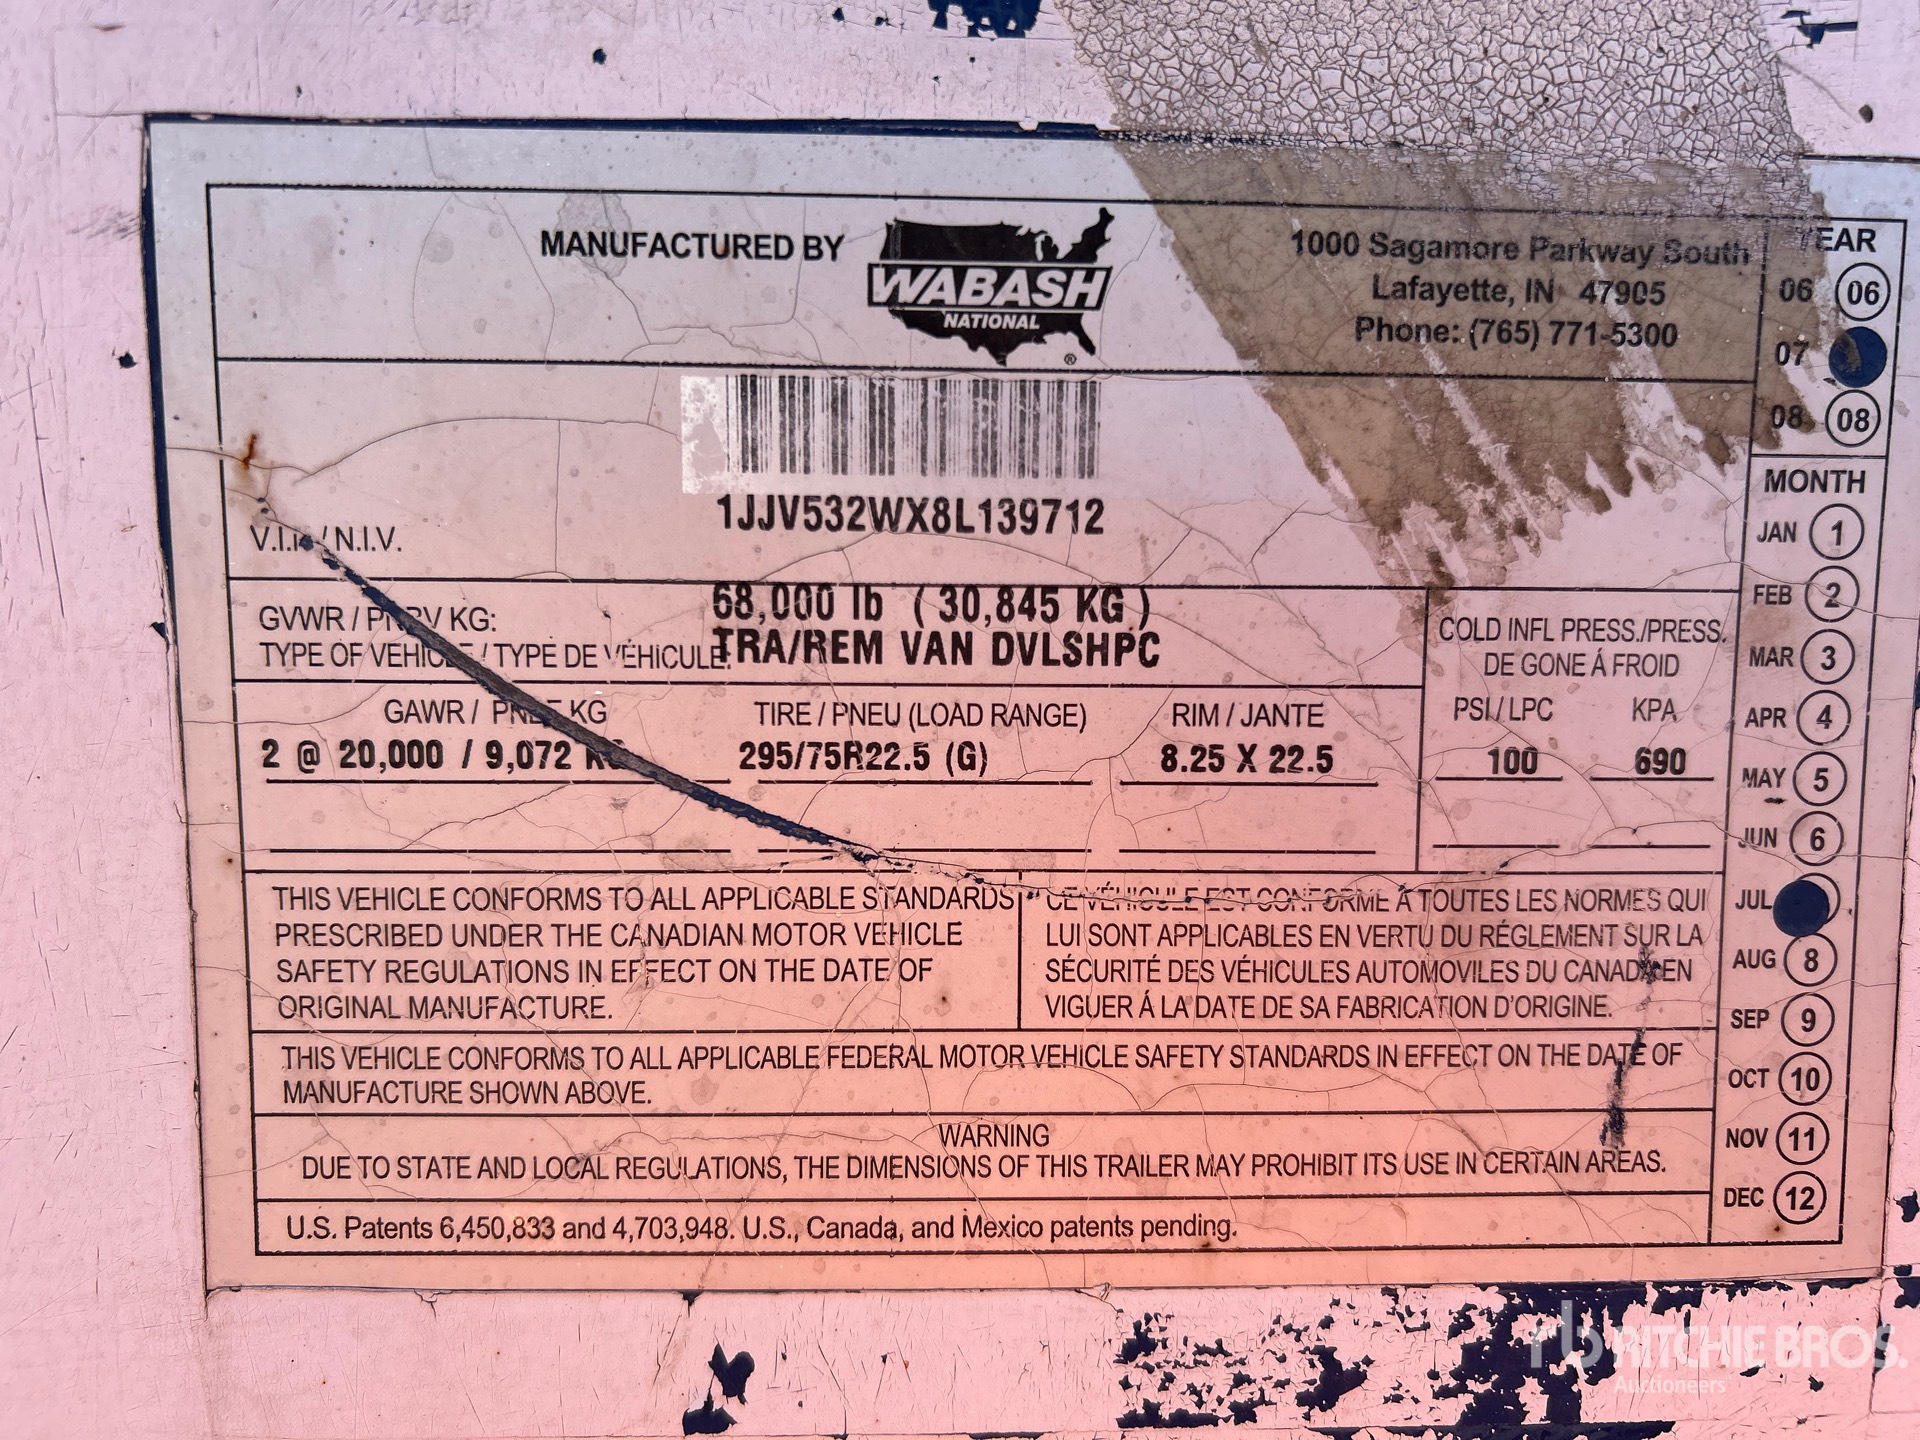 MANUFACTURED BY
WABASH
NATIONAL
®
1000 Sagamore Parkway South
Lafayette, IN 47905
Phone: (765) 771-5300
YEAR
06 06
07
08 08
1JJV532WX8L139712
V.I.N / N.I.V.
GVWR / PNBV KG: 68,000 lb ( 30,845 KG )
TYPE OF VEHICLE / TYPE DE VÉHICULE: TRA/REM VAN DVLSHPC
COLD INFL PRESS./PRESS.
DE GONE Á FROID
GAWR / PNBE KG TIRE / PNEU (LOAD RANGE) RIM / JANTE PSI / LPC KPA
2 @ 20,000 / 9,072 KG 295/75R22.5 (G) 8.25 X 22.5 100 690
MONTH
JAN 1
FEB 2
MAR 3
APR 4
MAY 5
JUN 6
JUL
AUG 8
SEP 9
OCT 10
NOV 11
DEC 12
THIS VEHICLE CONFORMS TO ALL APPLICABLE STANDARDS
PRESCRIBED UNDER THE CANADIAN MOTOR VEHICLE
SAFETY REGULATIONS IN EFFECT ON THE DATE OF
ORIGINAL MANUFACTURE.
CE VÉHICULE EST CONFORME Á TOUTES LES NORMES QUI
LUI SONT APPLICABLES EN VERTU DU RÉGLEMENT SUR LA
SÉCURITÉ DES VÉHICULES AUTOMOVILES DU CANADA EN
VIGUER Á LA DATE DE SA FABRICATION D'ORIGINE.
THIS VEHICLE CONFORMS TO ALL APPLICABLE FEDERAL MOTOR VEHICLE SAFETY STANDARDS IN EFFECT ON THE DATE OF
MANUFACTURE SHOWN ABOVE.
WARNING
DUE TO STATE AND LOCAL REGULATIONS, THE DIMENSIONS OF THIS TRAILER MAY PROHIBIT ITS USE IN CERTAIN AREAS.
U.S. Patents 6,450,833 and 4,703,948. U.S., Canada, and Mexico patents pending.
rb RITCHIE BROS.
Auctioneers